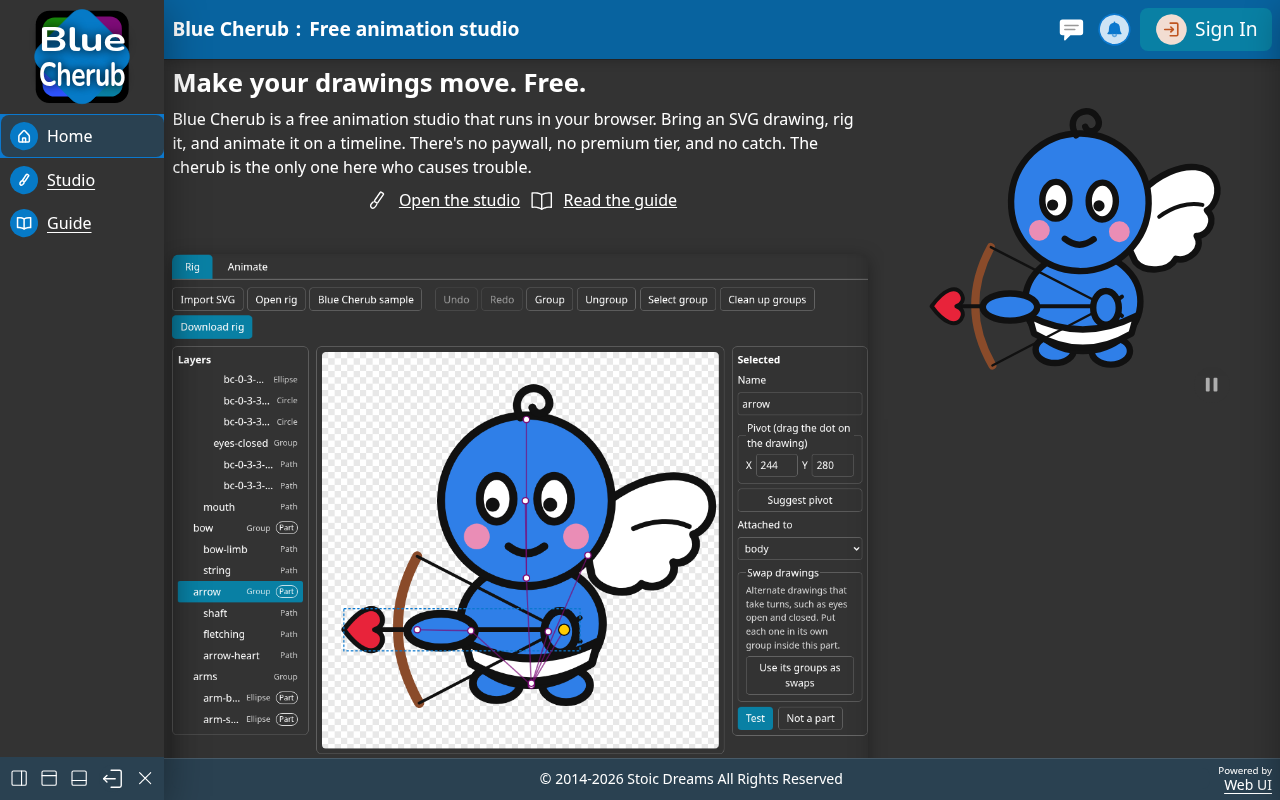 Blue
Cherub
Blue Cherub : Free animation studio
Sign In
Home
Studio
Guide
Make your drawings move. Free.
Blue Cherub is a free animation studio that runs in your browser. Bring an SVG drawing, rig
it, and animate it on a timeline. There's no paywall, no premium tier, and no catch. The
cherub is the only one here who causes trouble.
Open the studio Read the guide
Rig Animate
Import SVG Open rig Blue Cherub sample Undo Redo Group Ungroup Select group Clean up groups
Download rig
Layers
bc-0-3-... Ellipse
bc-0-3-3... Circle
bc-0-3-3... Circle
eyes-closed Group
bc-0-3-3-... Path
bc-0-3-3-... Path
mouth Path
bow Group Part
bow-limb Path
string Path
arrow Group Part
shaft Path
fletching Path
arrow-heart Path
arms Group
arm-b... Ellipse Part
arm-s... Ellipse Part
Selected
Name
arrow
Pivot (drag the dot on
the drawing)
X 244 Y 280
Suggest pivot
Attached to
body
Swap drawings
Alternate drawings that
take turns, such as eyes
open and closed. Put
each one in its own
group inside this part.
Use its groups as
swaps
Test Not a part
© 2014-2026 Stoic Dreams All Rights Reserved
Powered by
Web UI